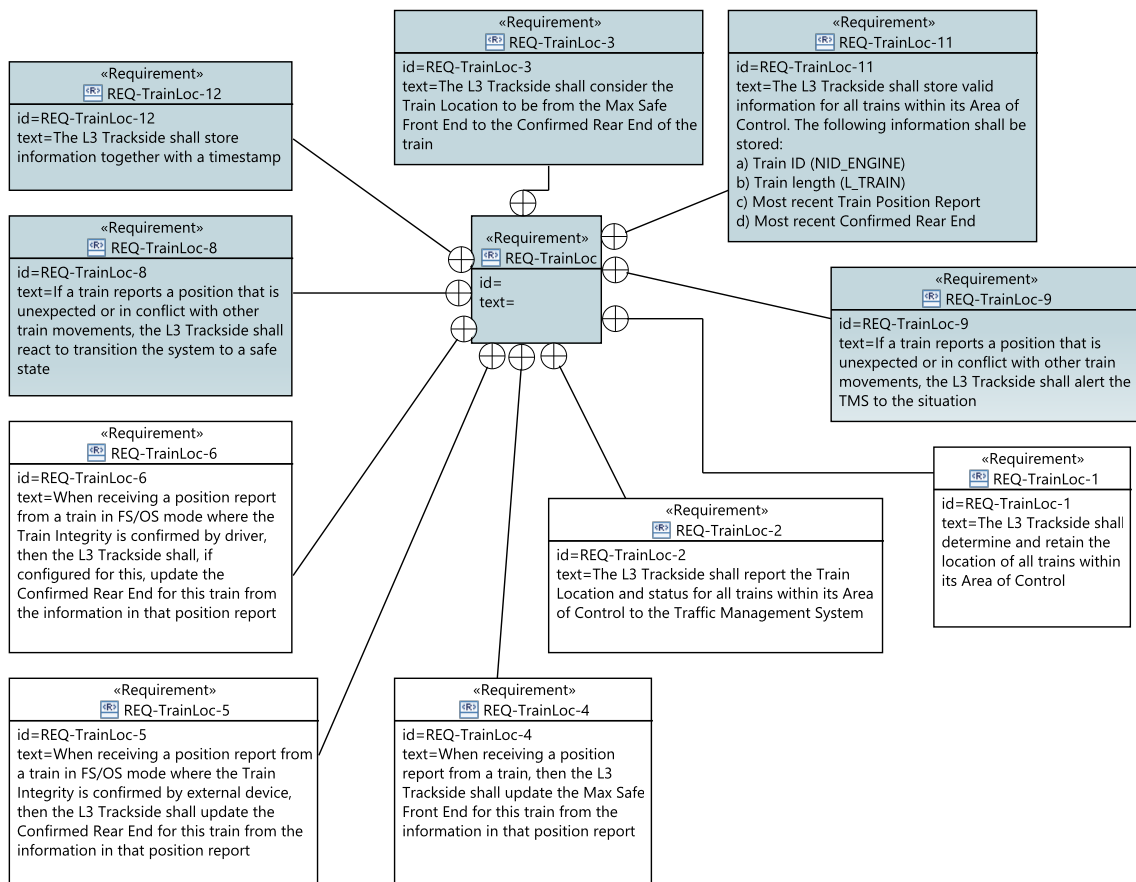 «Requirement»
REQ-TrainLoc-12
id=REQ-TrainLoc-12
text=The L3 Trackside shall store
information together with a timestamp
«Requirement»
REQ-TrainLoc-3
id=REQ-TrainLoc-3
text=The L3 Trackside shall consider the
Train Location to be from the Max Safe
Front End to the Confirmed Rear End of the
train
«Requirement»
REQ-TrainLoc-11
id=REQ-TrainLoc-11
text=The L3 Trackside shall store valid
information for all trains within its Area of
Control. The following information shall be
stored:
a) Train ID (NID_ENGINE)
b) Train length (L_TRAIN)
c) Most recent Train Position Report
d) Most recent Confirmed Rear End
«Requirement»
REQ-TrainLoc-8
id=REQ-TrainLoc-8
text=If a train reports a position that is
unexpected or in conflict with other
train movements, the L3 Trackside shall
react to transition the system to a safe
state
«Requirement»
REQ-TrainLoc
id=
text=
«Requirement»
REQ-TrainLoc-9
id=REQ-TrainLoc-9
text=If a train reports a position that is
unexpected or in conflict with other train
movements, the L3 Trackside shall alert the
TMS to the situation
«Requirement»
REQ-TrainLoc-6
id=REQ-TrainLoc-6
text=When receiving a position report
from a train in FS/OS mode where the
Train Integrity is confirmed by driver,
then the L3 Trackside shall, if
configured for this, update the
Confirmed Rear End for this train from
the information in that position report
«Requirement»
REQ-TrainLoc-2
id=REQ-TrainLoc-2
text=The L3 Trackside shall report the Train
Location and status for all trains within its Area
of Control to the Traffic Management System
«Requirement»
REQ-TrainLoc-1
id=REQ-TrainLoc-1
text=The L3 Trackside shall
determine and retain the
location of all trains within
its Area of Control
«Requirement»
REQ-TrainLoc-5
id=REQ-TrainLoc-5
text=When receiving a position report from
a train in FS/OS mode where the Train
Integrity is confirmed by external device,
then the L3 Trackside shall update the
Confirmed Rear End for this train from the
information in that position report
«Requirement»
REQ-TrainLoc-4
id=REQ-TrainLoc-4
text=When receiving a position
report from a train, then the L3
Trackside shall update the Max Safe
Front End for this train from the
information in that position report